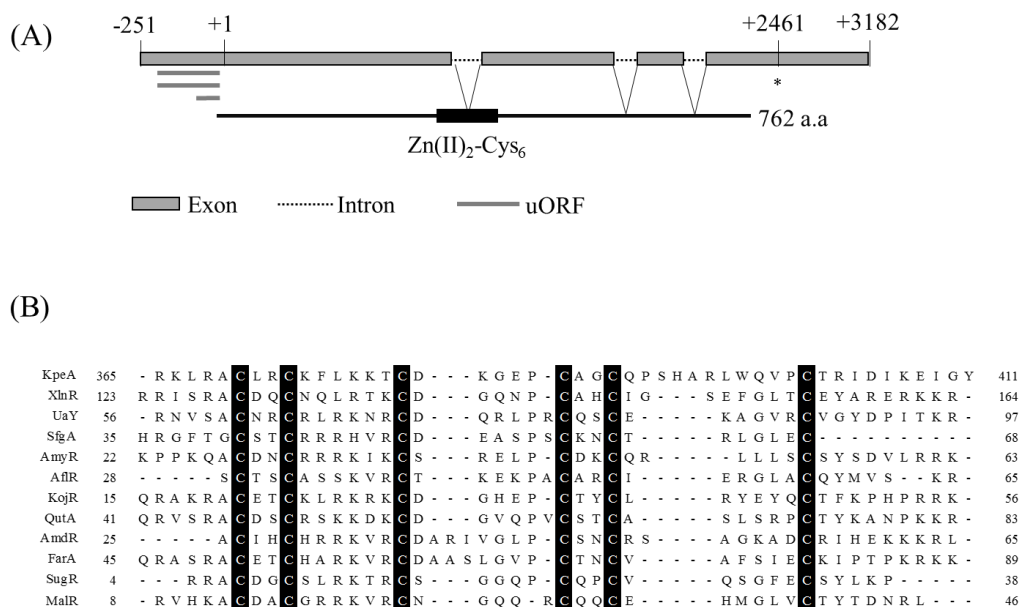 (A)
-251 +1 +2461 +3182
*
762 a.a
Zn(II)2-Cys6
Exon Intron uORF
(B)
KpeA 365 - R K L R A C L R C K F L K K T C D - - - K G E P - C A G C Q P S H A R L W Q V P C T R I D I K E I G Y 411
XlnR 123 R R I S R A C D Q C N Q L R T K C D - - - G Q N P - C A H C I G - - - S E F G L T C E Y A R E R K K R - 164
UaY 56 - R N V S A C N R C R L R K N R C D - - - Q R L P R C Q S C E - - - - K A G V R C V G Y D P I T K R - 97
SfgA 35 H R G F T G C S T C R R R H V R C D - - - E A S P S C K N C T - - - - - R L G L E C - - - - - - - - - - 68
AmyR 22 K P P K Q A C D N C R R R K I K C S - - - R E L P - C D K C Q R - - - - L L L S C S Y S D V L R R K - 63
AflR 28 - - - - - S C T S C A S S K V R C T - - - K E K P A C A R C I - - - - - E R G L A C Q Y M V S - - K R - 65
KojR 15 Q R A K R A C E T C K L R K R K C D - - - G H E P - C T Y C L - - - - R Y E Y Q C T F K P H P R R K - 56
QutA 41 Q R V S R A C D S C R S K K D K C D - - - G V Q P V C S T C A - - - - - S L S R P C T Y K A N P K K R - 83
AmdR 25 - - - - - A C I H C H R R K V R C D A R I V G L P - C S N C R S - - - - A G K A D C R I H E K K K R L - 65
FarA 45 Q R A S R A C E T C H A R K V R C D A A S L G V P - C T N C V - - - - - A F S I E C K I P T P K R K K - 89
SugR 4 - - - R R A C D G C S L R K T R C S - - - G G Q P - C Q P C V - - - - - Q S G F E C S Y L K P - - - - - 38
MalR 8 - R V H K A C D A C G R R K V R C N - - - G Q Q - R C Q Q C E - - - - - H M G L V C T Y T D N R L - - - 46